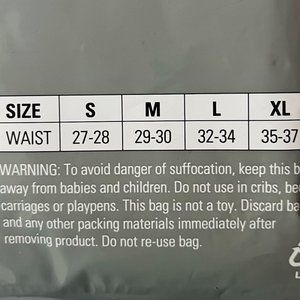 SIZE S M L XL
WAIST 27-28 29-30 32-34 35-37
WARNING: To avoid danger of suffocation, keep this
away from babies and children. Do not use in cribs,
carriages or playpens. This bag is not a toy. Discard
and any other packing materials immediately after
removing product. Do not re-use bag.